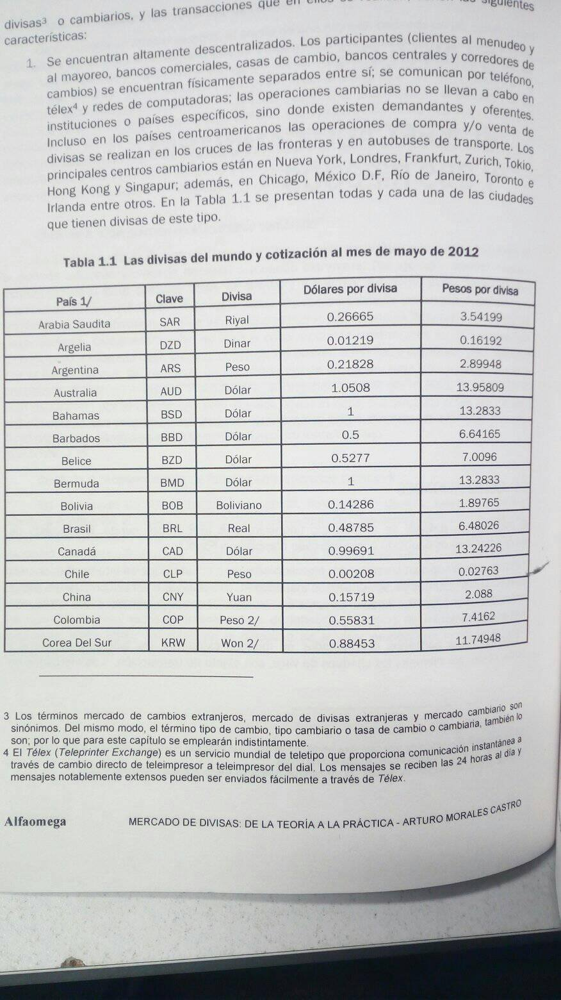 divisas³ o cambiarios, y las transacciones que en siguientes
características:
1. Se encuentran altamente descentralizados. Los participantes (clientes al menudeo y
al mayoreo, bancos comerciales, casas de cambio, bancos centrales y corredores de
cambios) se encuentran físicamente separados entre sí; se comunican por teléfono,
télex⁴ y redes de computadoras; las operaciones cambiarias no se llevan a cabo en
instituciones o países específicos, sino donde existen demandantes y oferentes.
Incluso en los países centroamericanos las operaciones de compra y/o venta de
divisas se realizan en los cruces de las fronteras y en autobuses de transporte. Los
principales centros cambiarios están en Nueva York, Londres, Frankfurt, Zurich, Tokio,
Hong Kong y Singapur; además, en Chicago, México D.F, Río de Janeiro, Toronto e
Irlanda entre otros. En la Tabla 1.1 se presentan todas y cada una de las ciudades
que tienen divisas de este tipo.
Tabla 1.1 Las divisas del mundo y cotización al mes de mayo de 2012
País 1/ Clave Divisa Dólares por divisa Pesos por divisa
Arabia Saudita SAR Riyal 0.26665 3.54199
Argelia DZD Dinar 0.01219 0.16192
Argentina ARS Peso 0.21828 2.89948
Australia AUD Dólar 1.0508 13.95809
Bahamas BSD Dólar 1 13.2833
Barbados BBD Dólar 0.5 6.64165
Belice BZD Dólar 0.5277 7.0096
Bermuda BMD Dólar 1 13.2833
Bolivia BOB Boliviano 0.14286 1.89765
Brasil BRL Real 0.48785 6.48026
Canadá CAD Dólar 0.99691 13.24226
Chile CLP Peso 0.00208 0.02763
China CNY Yuan 0.15719 2.088
Colombia COP Peso 2/ 0.55831 7.4162
Corea Del Sur KRW Won 2/ 0.88453 11.74948
3 Los términos mercado de cambios extranjeros, mercado de divisas extranjeras y mercado cambiario son
sinónimos. Del mismo modo, el término tipo de cambio, tipo cambiario o tasa de cambio o cambiaria, también lo
son; por lo que para este capítulo se emplearán indistintamente.
4 El Télex (Teleprinter Exchange) es un servicio mundial de teletipo que proporciona comunicación instantánea a
través de cambio directo de teleimpresor a teleimpresor del dial. Los mensajes se reciben las 24 horas al día y
mensajes notablemente extensos pueden ser enviados fácilmente a través de Télex.
Alfaomega MERCADO DE DIVISAS: DE LA TEORÍA A LA PRÁCTICA - ARTURO MORALES CASTRO